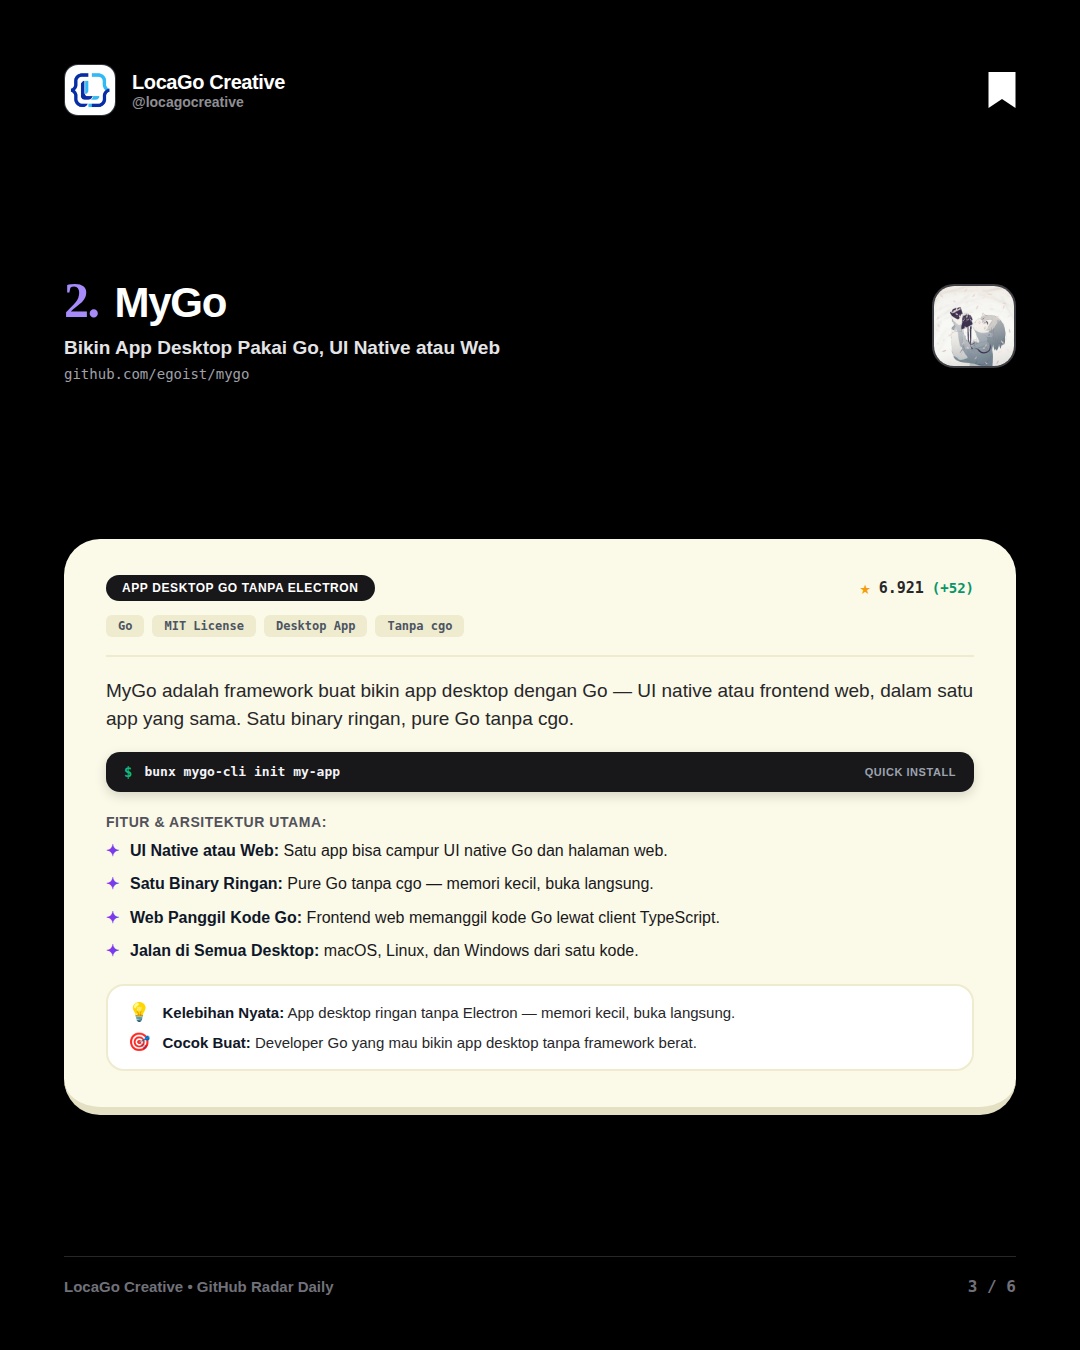 LocaGo Creative
@locagocreative
2. MyGo
Bikin App Desktop Pakai Go, UI Native atau Web
github.com/egoist/mygo
APP DESKTOP GO TANPA ELECTRON
★ 6.921 (+52)
Go MIT License Desktop App Tanpa cgo
MyGo adalah framework buat bikin app desktop dengan Go — UI native atau frontend web, dalam satu
app yang sama. Satu binary ringan, pure Go tanpa cgo.
$ bunx mygo-cli init my-app QUICK INSTALL
FITUR & ARSITEKTUR UTAMA:
✦ UI Native atau Web: Satu app bisa campur UI native Go dan halaman web.
✦ Satu Binary Ringan: Pure Go tanpa cgo — memori kecil, buka langsung.
✦ Web Panggil Kode Go: Frontend web memanggil kode Go lewat client TypeScript.
✦ Jalan di Semua Desktop: macOS, Linux, dan Windows dari satu kode.
💡 Kelebihan Nyata: App desktop ringan tanpa Electron — memori kecil, buka langsung.
🎯 Cocok Buat: Developer Go yang mau bikin app desktop tanpa framework berat.
LocaGo Creative • GitHub Radar Daily
3 / 6